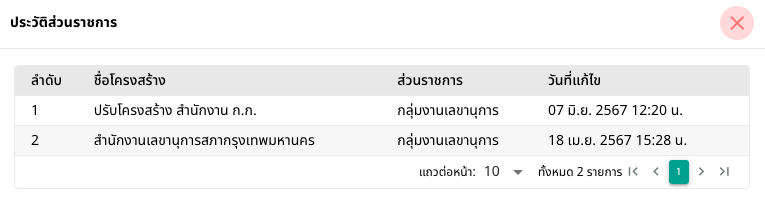 ประวัติส่วนราชการ
ลำดับ ชื่อโครงสร้าง ส่วนราชการ วันที่แก้ไข
1 ปรับโครงสร้าง สำนักงาน ก.ก. กลุ่มงานเลขานุการ 07 มิ.ย. 2567 12:20 น.
2 สำนักงานเลขานุการสภากรุงเทพมหานคร กลุ่มงานเลขานุการ 18 เม.ย. 2567 15:28 น.
แถวต่อหน้า: 10 ทั้งหมด 2 รายการ 1